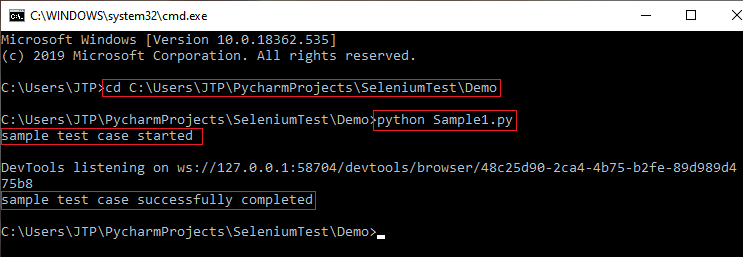 C:\WINDOWS\system32\cmd.exe
Microsoft Windows [Version 10.0.18362.535]
(c) 2019 Microsoft Corporation. All rights reserved.
C:\Users\JTP>cd C:\Users\JTP\PycharmProjects\SeleniumTest\Demo
C:\Users\JTP\PycharmProjects\SeleniumTest\Demo>python Sample1.py
sample test case started
DevTools listening on ws://127.0.0.1:58704/devtools/browser/48c25d90-2ca4-4b75-b2fe-89d989d4
75b8
sample test case successfully completed
C:\Users\JTP\PycharmProjects\SeleniumTest\Demo>